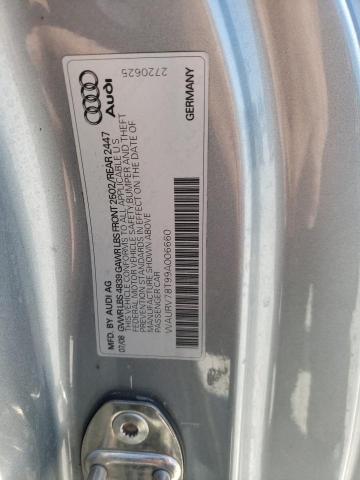 Audi
2720625
GERMANY
MFD. BY AUDI AG
07/08 GVWR LBS 4839 GAWR LBS FRONT 2502/REAR 2447
THIS VEHICLE CONFORMS TO ALL APPLICABLE U S
FEDERAL MOTOR VEHICLE SAFETY BUMPER AND THEFT
PREVENTION STANDARDS IN EFFECT ON THE DATE OF
MANUFACTURE SHOWN ABOVE
PASSENGER CAR
WAURV78T99A006660